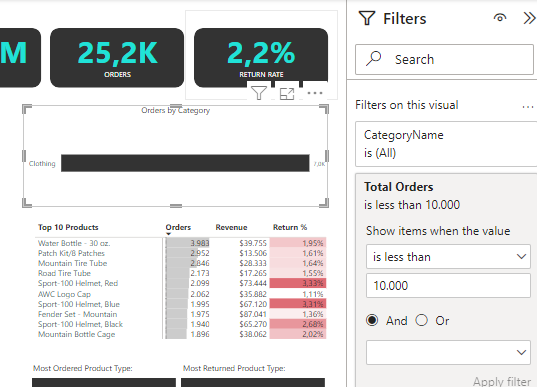 M
25,2K
ORDERS
2,2%
RETURN RATE
Orders by Category
Clothing
7,0K
Top 10 Products Orders Revenue Return %
Water Bottle - 30 oz. 3.983 $39.755 1,95%
Patch Kit/8 Patches 2.952 $13.506 1,61%
Mountain Tire Tube 2.846 $28.333 1,64%
Road Tire Tube 2.173 $17.265 1,55%
Sport-100 Helmet, Red 2.099 $73.444 3,33%
AWC Logo Cap 2.062 $35.882 1,11%
Sport-100 Helmet, Blue 1.995 $67.120 3,31%
Fender Set - Mountain 1.975 $87.041 1,36%
Sport-100 Helmet, Black 1.940 $65.270 2,68%
Mountain Bottle Cage 1.896 $38.062 2,02%
Most Ordered Product Type: Most Returned Product Type:
Filters
Search
Filters on this visual
CategoryName
is (All)
Total Orders
is less than 10.000
Show items when the value
is less than
10.000
And Or
Apply filter